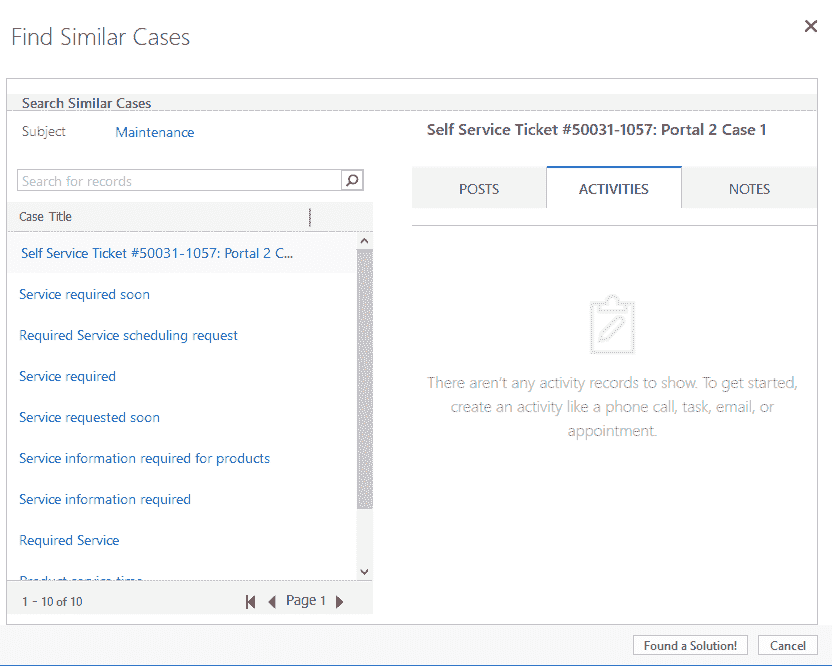 Find Similar Cases
Search Similar Cases
Subject
Maintenance
Search for records
Case Title
Self Service Ticket #50031-1057: Portal 2 C...
Service required soon
Required Service scheduling request
Service required
Service requested soon
Service information required for products
Service information required
Required Service
Product service time
1 - 10 of 10
Page 1
Self Service Ticket #50031-1057: Portal 2 Case 1
POSTS
ACTIVITIES
NOTES
There aren't any activity records to show. To get started,
create an activity like a phone call, task, email, or
appointment.
Found a Solution!
Cancel